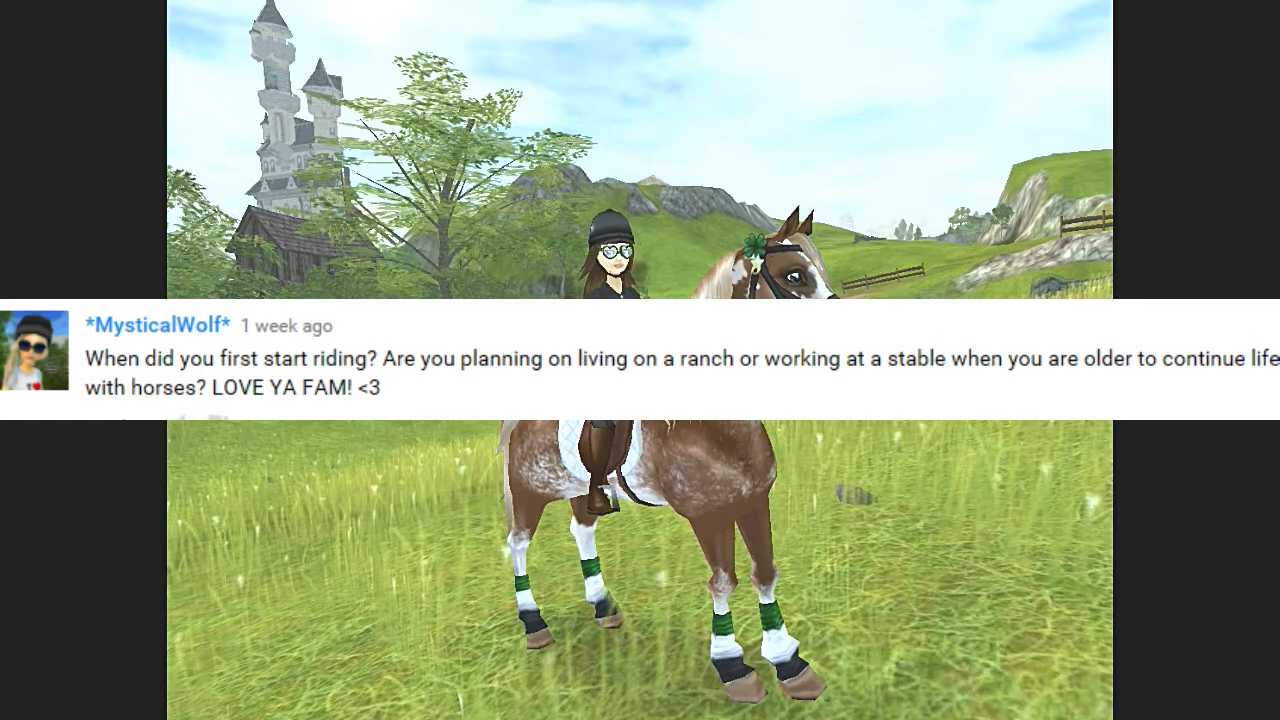 *MysticalWolf* 1 week ago
When did you first start riding? Are you planning on living on a ranch or working at a stable when you are older to continue life
with horses? LOVE YA FAM! <3